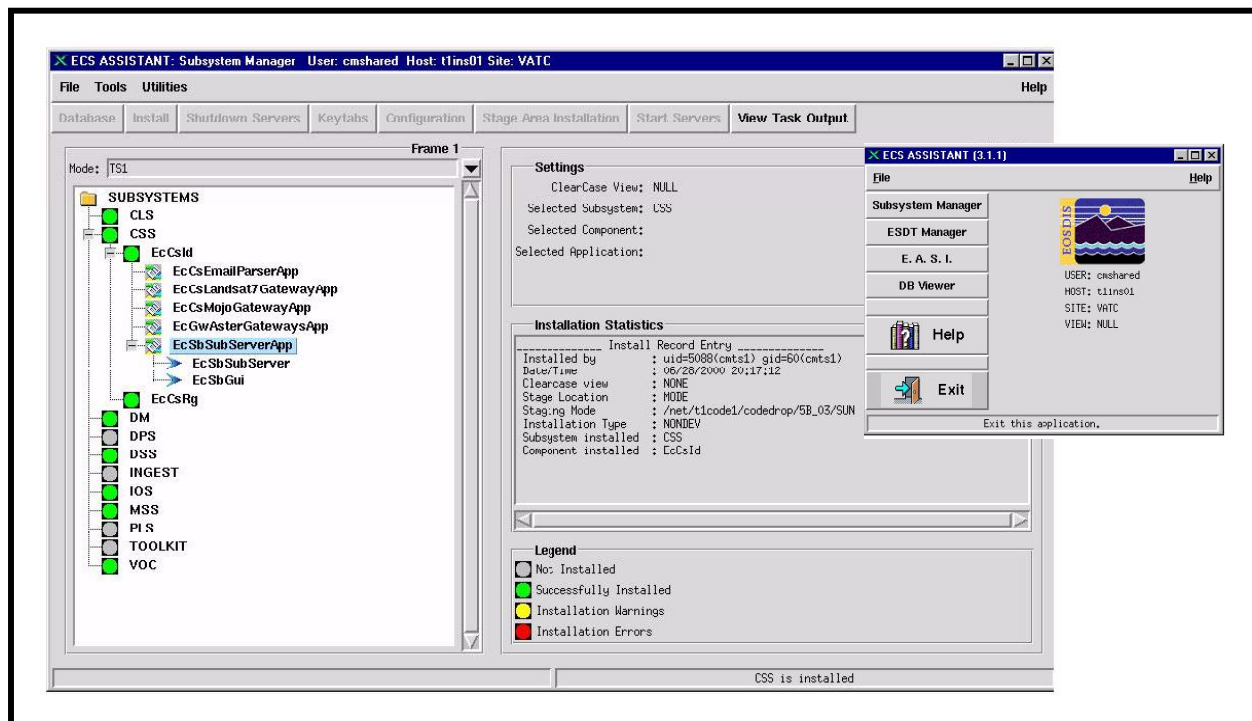 ECS ASSISTANT: Subsystem Manager User: cmshared Host: t1ins01 Site: VATC
File Tools Utilities Help
Database Install Shutdown Servers Keytabs Configuration Stage Area Installation Start Servers View Task Output
Frame 1
Mode: TS1
SUBSYSTEMS
CLS
CSS
EcCsId
EcCsEmailParserApp
EcCsLandsat7GatewayApp
EcCsMojoGatewayApp
EcGwAsterGatewaysApp
EcSbSubServerApp
EcSbSubServer
EcSbGui
EcCsRg
DM
DPS
DSS
INGEST
IOS
MSS
PLS
TOOLKIT
VOC
Settings
ClearCase View: NULL
Selected Subsystem: CSS
Selected Component:
Selected Application:
Installation Statistics
_____________ Install Record Entry _____________
Installed by : uid=5088(cmts1) gid=60(cmts1)
Date/Time : 06/28/2000 20:17:12
Clearcase view : NONE
Stage Location : MODE
Staging Mode : /net/t1code1/codedrop/5B_03/SUN
Installation Type : NONDEV
Subsystem installed : CSS
Component installed : EcCsId
Legend
Not Installed
Successfully Installed
Installation Warnings
Installation Errors
CSS is installed
ECS ASSISTANT (3.1.1)
File Help
Subsystem Manager
ESDT Manager
E. A. S. I.
DB Viewer
Help
Exit
EOSDIS
USER: cmshared
HOST: t1ins01
SITE: VATC
VIEW: NULL
Exit this application.